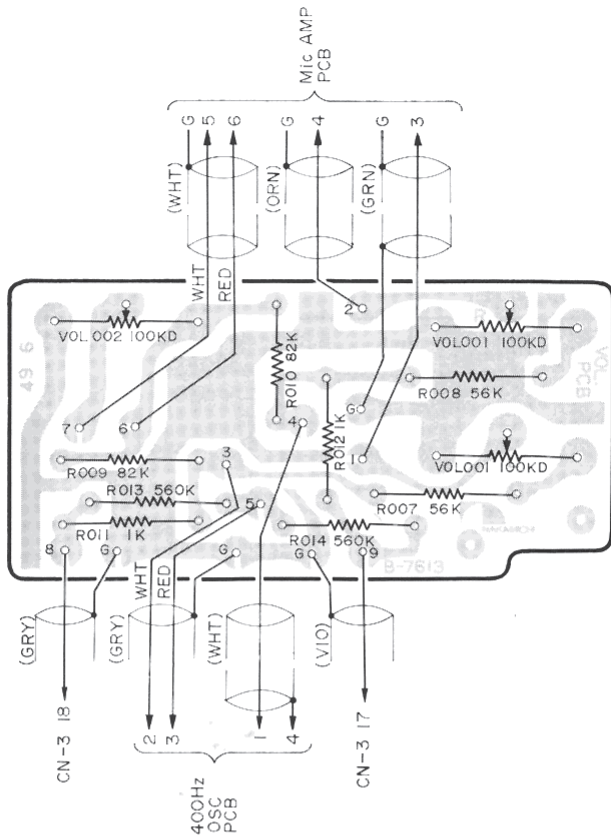 Mic AMP
PCB
G
5
6
G
4
G
3
(WHT)
(ORN)
(GRN)
WHT
RED
49 6
VOL 002 100KD
2
R010 82K
VOL001 100KD
VOL.
PCB
R
R008 56K
7
6
4
G
R012 1K
1
R009 82K
3
VOL001 100KD
R013 560K
5
R007 56K
R011 1K
R014 560K
NAKAMICHI
8
G
G
G
9
B-7613
WHT
RED
(GRY)
(GRY)
(WHT)
(VIO)
CN-3 18
2
3
1
4
CN-3 17
400Hz
OSC
PCB